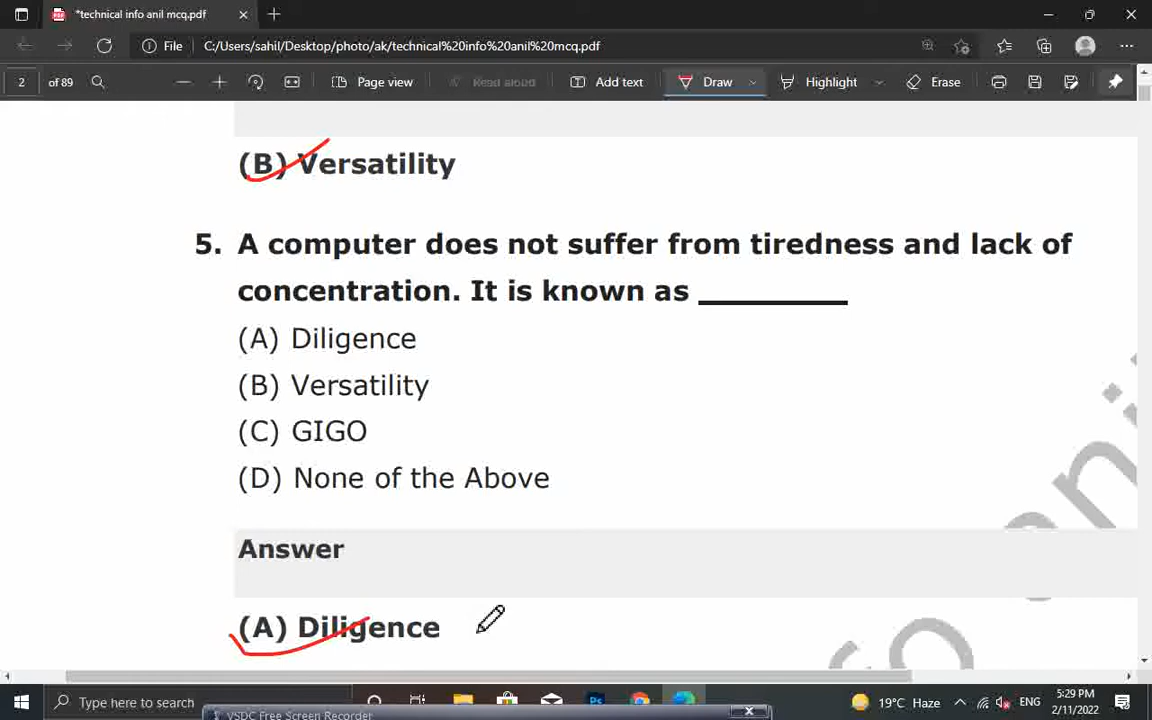 *technical info anil mcq.pdf
File
C:/Users/sahil/Desktop/photo/ak/technical%20info%20anil%20mcq.pdf
2
of 89
Page view
Read aloud
Add text
Draw
Highlight
Erase
(B) Versatility
5. A computer does not suffer from tiredness and lack of
concentration. It is known as ________
(A) Diligence
(B) Versatility
(C) GIGO
(D) None of the Above
Answer
(A) Diligence
Type here to search
VSDC Free Screen Recorder
19°C Haze
ENG
5:29 PM
2/11/2022